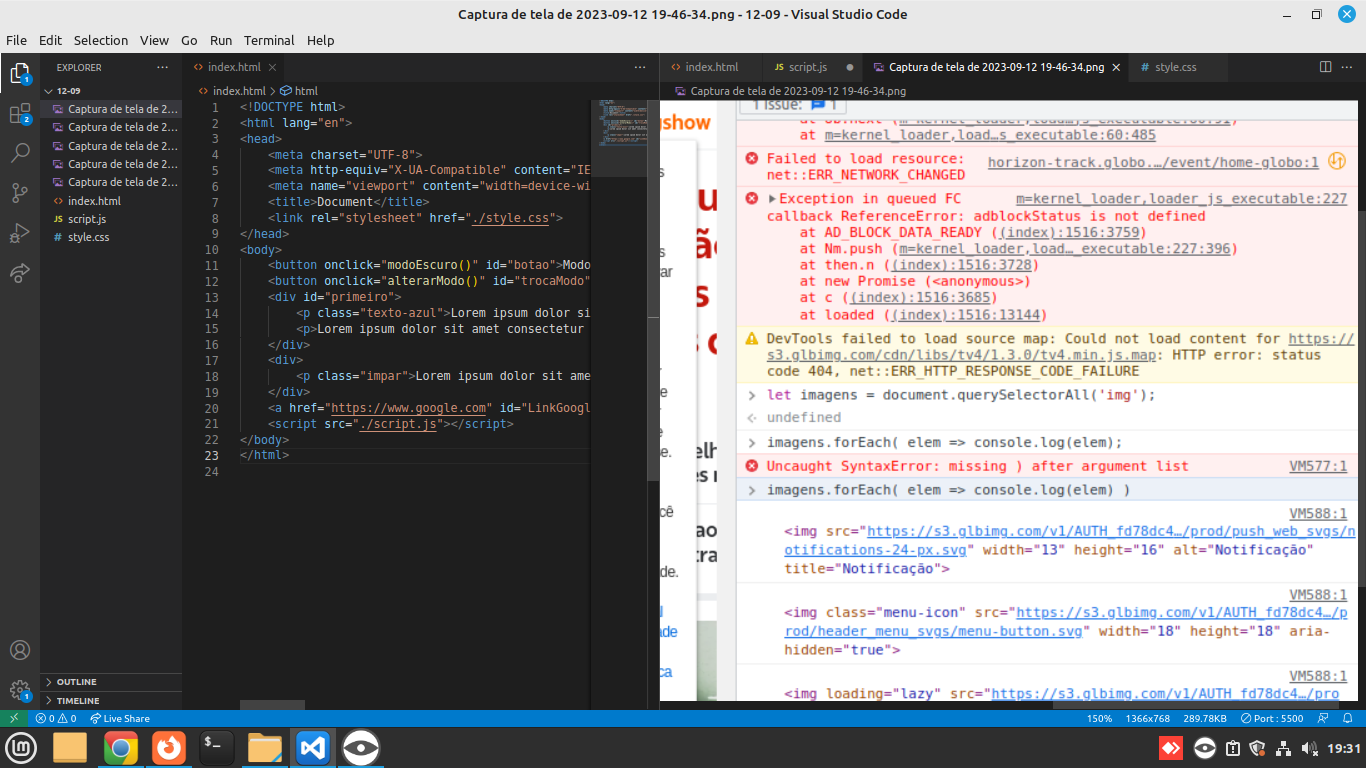 Captura de tela de 2023-09-12 19-46-34.png - 12-09 - Visual Studio Code
File Edit Selection View Go Run Terminal Help
EXPLORER
12-09
Captura de tela de 2...
Captura de tela de 2...
Captura de tela de 2...
Captura de tela de 2...
Captura de tela de 2...
index.html
script.js
style.css
OUTLINE
TIMELINE
index.html
index.html > html
1 <!DOCTYPE html>
2 <html lang="en">
3 <head>
4 <meta charset="UTF-8">
5 <meta http-equiv="X-UA-Compatible" content="IE
6 <meta name="viewport" content="width=device-wi
7 <title>Document</title>
8 <link rel="stylesheet" href="./style.css">
9 </head>
10 <body>
11 <button onclick="modoEscuro()" id="botao">Modo
12 <button onclick="alterarModo()" id="trocaModo"
13 <div id="primeiro">
14 <p class="texto-azul">Lorem ipsum dolor si
15 <p>Lorem ipsum dolor sit amet consectetur
16 </div>
17 <div>
18 <p class="impar">Lorem ipsum dolor sit ame
19 </div>
20 <a href="https://www.google.com" id="LinkGoogl
21 <script src="./script.js"></script>
22 </body>
23 </html>
24
index.html script.js Captura de tela de 2023-09-12 19-46-34.png style.css
Captura de tela de 2023-09-12 19-46-34.png
gshow
1 Issue: 1
at m=kernel_loader,load…s_executable:60:485
Failed to load resource: horizon-track.globo.…/event/home-globo:1
net::ERR_NETWORK_CHANGED
Exception in queued FC m=kernel_loader,loader_js_executable:227
callback ReferenceError: adblockStatus is not defined
at AD_BLOCK_DATA_READY ((index):1516:3759)
at Nm.push (m=kernel_loader,load…_executable:227:396)
at then.n ((index):1516:3728)
at new Promise (<anonymous>)
at c ((index):1516:3685)
at loaded ((index):1516:13144)
DevTools failed to load source map: Could not load content for https://
s3.glbimg.com/cdn/libs/tv4/1.3.0/tv4.min.js.map: HTTP error: status
code 404, net::ERR_HTTP_RESPONSE_CODE_FAILURE
> let imagens = document.querySelectorAll('img');
undefined
> imagens.forEach( elem => console.log(elem);
Uncaught SyntaxError: missing ) after argument list VM577:1
> imagens.forEach( elem => console.log(elem) )
VM588:1
<img src="https://s3.glbimg.com/v1/AUTH_fd78dc4…/prod/push_web_svgs/n
otifications-24-px.svg" width="13" height="16" alt="Notificação"
title="Notificação">
VM588:1
<img class="menu-icon" src="https://s3.glbimg.com/v1/AUTH_fd78dc4…/p
rod/header_menu_svgs/menu-button.svg" width="18" height="18" aria-
hidden="true">
VM588:1
<img loading="lazy" src="https://s3.glbimg.com/v1/AUTH_fd78dc4…/pro
0 0 Live Share 150% 1366x768 289.78KB Port : 5500
19:31